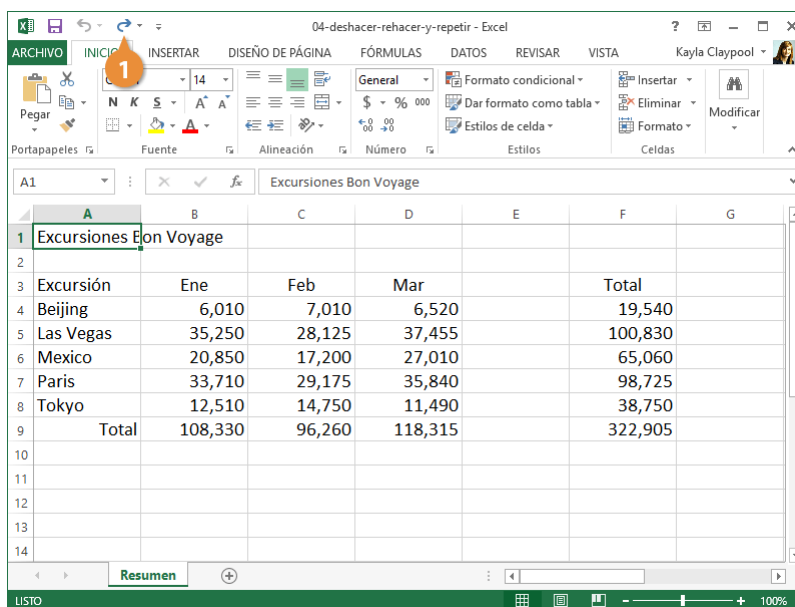 04-deshacer-rehacer-y-repetir - Excel ?
ARCHIVO INICIO INSERTAR DISEÑO DE PÁGINA FÓRMULAS DATOS REVISAR VISTA Kayla Claypool
1
14 General Formato condicional Insertar
Pegar N K S A A $ % 000 Dar formato como tabla Eliminar Modificar
A Estilos de celda Formato
Portapapeles Fuente Alineación Número Estilos Celdas
A1 fx Excursiones Bon Voyage
A B C D E F G
1 Excursiones Bon Voyage
2
3 Excursión Ene Feb Mar Total
4 Beijing 6,010 7,010 6,520 19,540
5 Las Vegas 35,250 28,125 37,455 100,830
6 Mexico 20,850 17,200 27,010 65,060
7 Paris 33,710 29,175 35,840 98,725
8 Tokyo 12,510 14,750 11,490 38,750
9 Total 108,330 96,260 118,315 322,905
10
11
12
13
14
Resumen
LISTO 100%